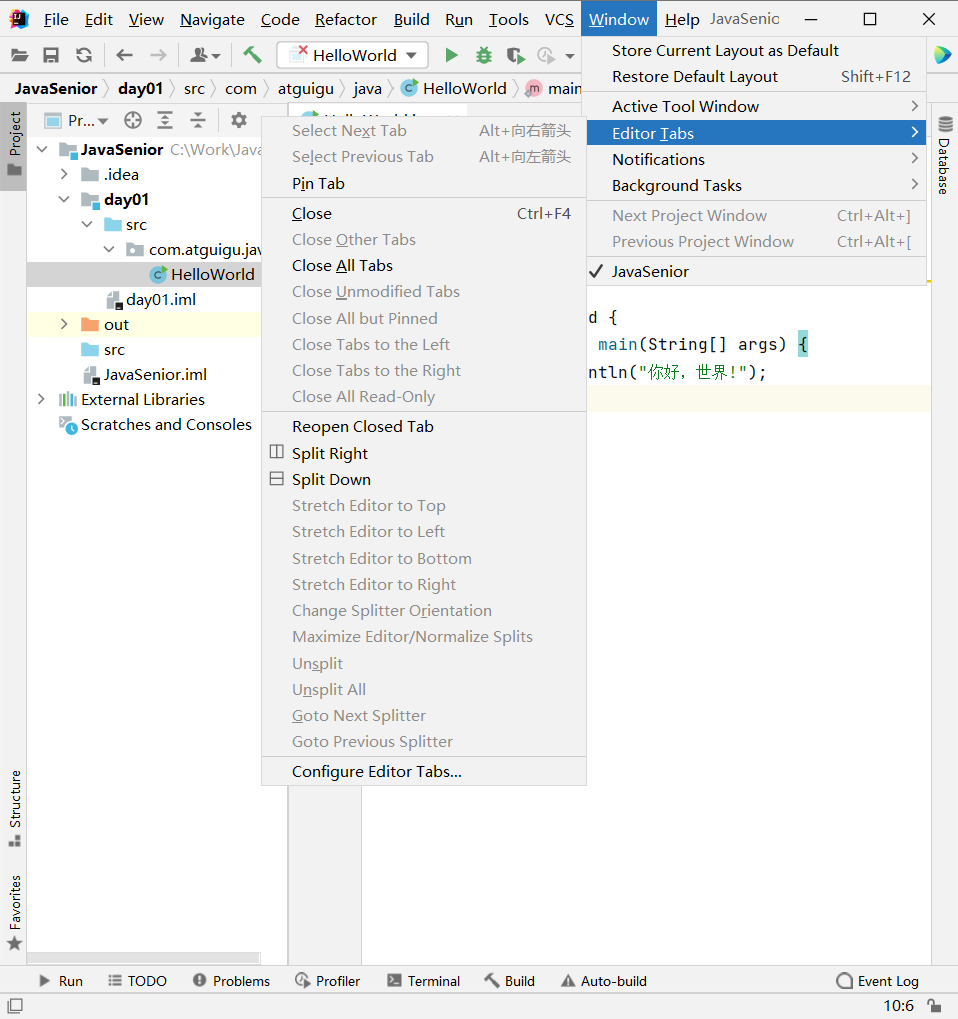 File Edit View Navigate Code Refactor Build Run Tools VCS Window Help JavaSenio
HelloWorld
JavaSenior day01 src com atguigu java HelloWorld main
Project
Pr...
JavaSenior C:\Work\Java
.idea
day01
src
com.atguigu.jav
HelloWorld
day01.iml
out
src
JavaSenior.iml
External Libraries
Scratches and Consoles
Select Next Tab Alt+向右箭头
Select Previous Tab Alt+向左箭头
Pin Tab
Close Ctrl+F4
Close Other Tabs
Close All Tabs
Close Unmodified Tabs
Close All but Pinned
Close Tabs to the Left
Close Tabs to the Right
Close All Read-Only
Reopen Closed Tab
Split Right
Split Down
Stretch Editor to Top
Stretch Editor to Left
Stretch Editor to Bottom
Stretch Editor to Right
Change Splitter Orientation
Maximize Editor/Normalize Splits
Unsplit
Unsplit All
Goto Next Splitter
Goto Previous Splitter
Configure Editor Tabs...
Store Current Layout as Default
Restore Default Layout Shift+F12
Active Tool Window
Editor Tabs
Notifications
Background Tasks
Next Project Window Ctrl+Alt+]
Previous Project Window Ctrl+Alt+[
JavaSenior
d {
main(String[] args) {
ntln("你好，世界!");
Database
Structure
Favorites
Run TODO Problems Profiler Terminal Build Auto-build Event Log
10:6